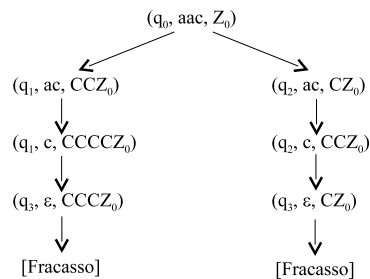 (q₀, aac, Z₀)
(q₁, ac, CCZ₀) (q₂, ac, CZ₀)
(q₁, c, CCCCZ₀) (q₂, c, CCZ₀)
(q₃, ε, CCCZ₀) (q₃, ε, CZ₀)
[Fracasso] [Fracasso]